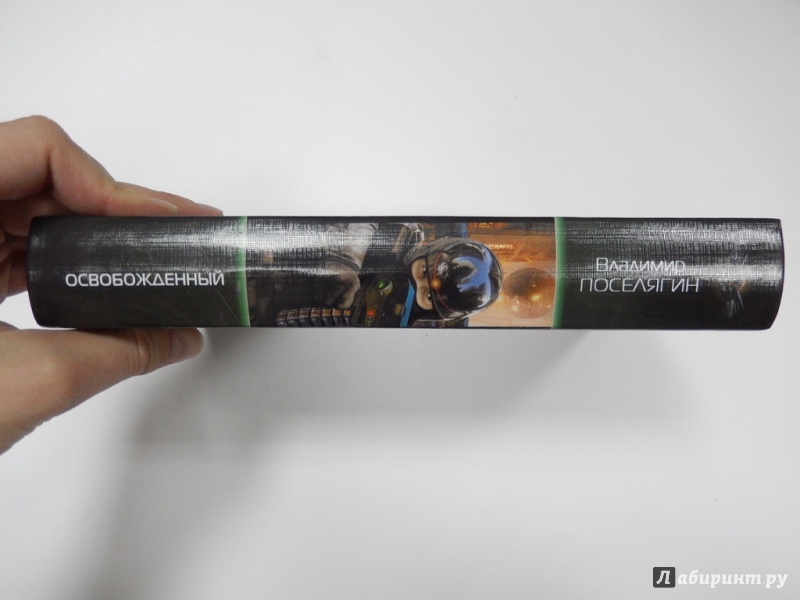 ОСВОБОЖДЕННЫЙ
Владимир
ПОСЕЛЯГИН
Лабиринт.ру